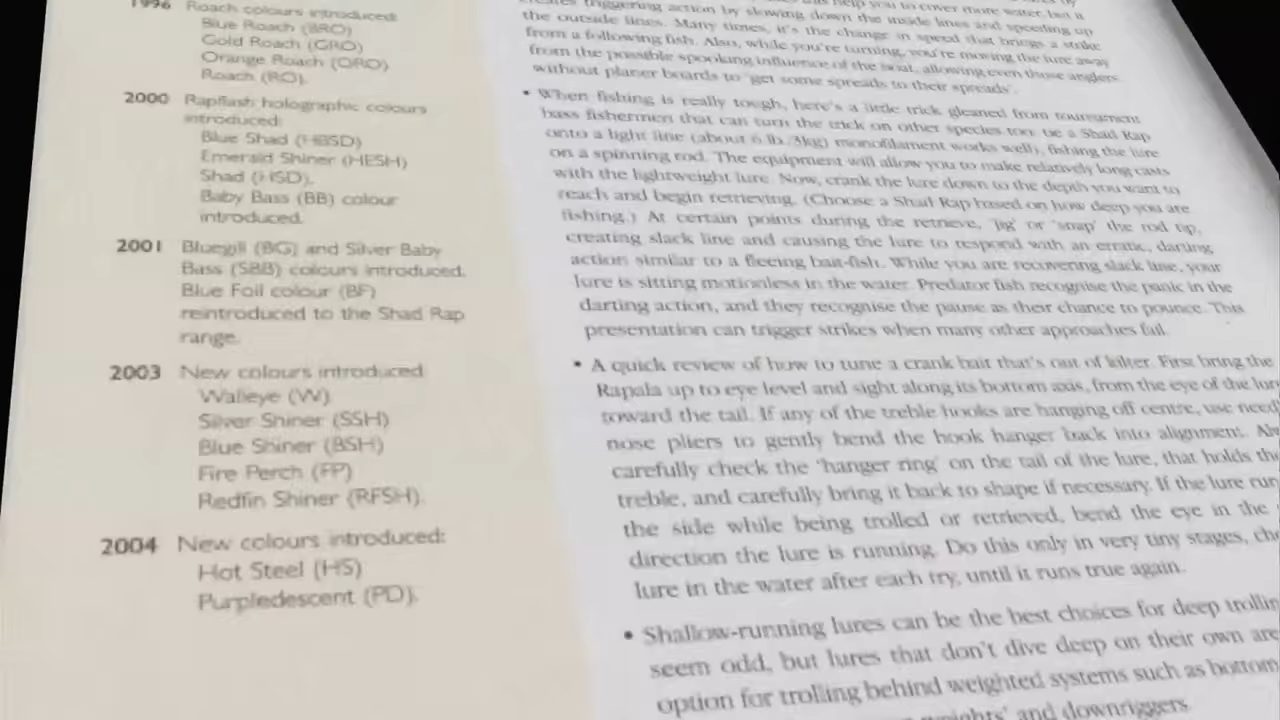 1996 Roach colours introduced:
Blue Roach (BRO)
Gold Roach (GRO)
Orange Roach (ORO)
Roach (RO).
2000 Rapflash holographic colours
introduced:
Blue Shad (HBSD)
Emerald Shiner (HESH)
Shad (HSD).
Baby Bass (BB) colour
introduced.
2001 Bluegill (BG) and Silver Baby
Bass (SBB) colours introduced.
Blue Foil colour (BF)
reintroduced to the Shad Rap
range.
2003 New colours introduced
Walleye (W)
Silver Shiner (SSH)
Blue Shiner (BSH)
Fire Perch (FP)
Redfin Shiner (RFSH).
2004 New colours introduced:
Hot Steel (HS)
Purpledescent (PD).
help you to cover more water, but it
creates triggering action by slowing down the inside lines and speeding up
the outside lines. Many times, it's the change in speed that brings a strike
from a following fish. Also, while you're turning, you're moving the lure away
from the possible spooking influence of the boat, allowing even those anglers
without planer boards to 'get some spreads to their spreads'.
• When fishing is really tough, here's a little trick gleaned from tournament
bass fishermen that can turn the trick on other species too: tie a Shad Rap
onto a light line (about 6 lb/3kg) monofilament works well), fishing the lure
on a spinning rod. The equipment will allow you to make relatively long casts
with the lightweight lure. Now, crank the lure down to the depth you want to
reach and begin retrieving. (Choose a Shad Rap based on how deep you are
fishing.) At certain points during the retrieve, 'jig' or 'snap' the rod tip,
creating slack line and causing the lure to respond with an erratic, darting
action similar to a fleeing bait-fish. While you are recovering slack line, your
lure is sitting motionless in the water. Predator fish recognise the panic in the
darting action, and they recognise the pause as their chance to pounce. This
presentation can trigger strikes when many other approaches fail.
• A quick review of how to tune a crank bait that's out of kilter. First bring the
Rapala up to eye level and sight along its bottom axis, from the eye of the lure
toward the tail. If any of the treble hooks are hanging off centre, use
nose pliers to gently bend the hook hanger back into alignment.
carefully check the 'hanger ring' on the tail of the lure, that holds the
treble, and carefully bring it back to shape if necessary. If the lure
the side while being trolled or retrieved, bend the eye in the
direction the lure is running. Do this only in very tiny stages,
lure in the water after each try, until it runs true again.
• Shallow-running lures can be the best choices for deep
seem odd, but lures that don't dive deep on their own are
option for trolling behind weighted systems such as bottom
weights' and downriggers.